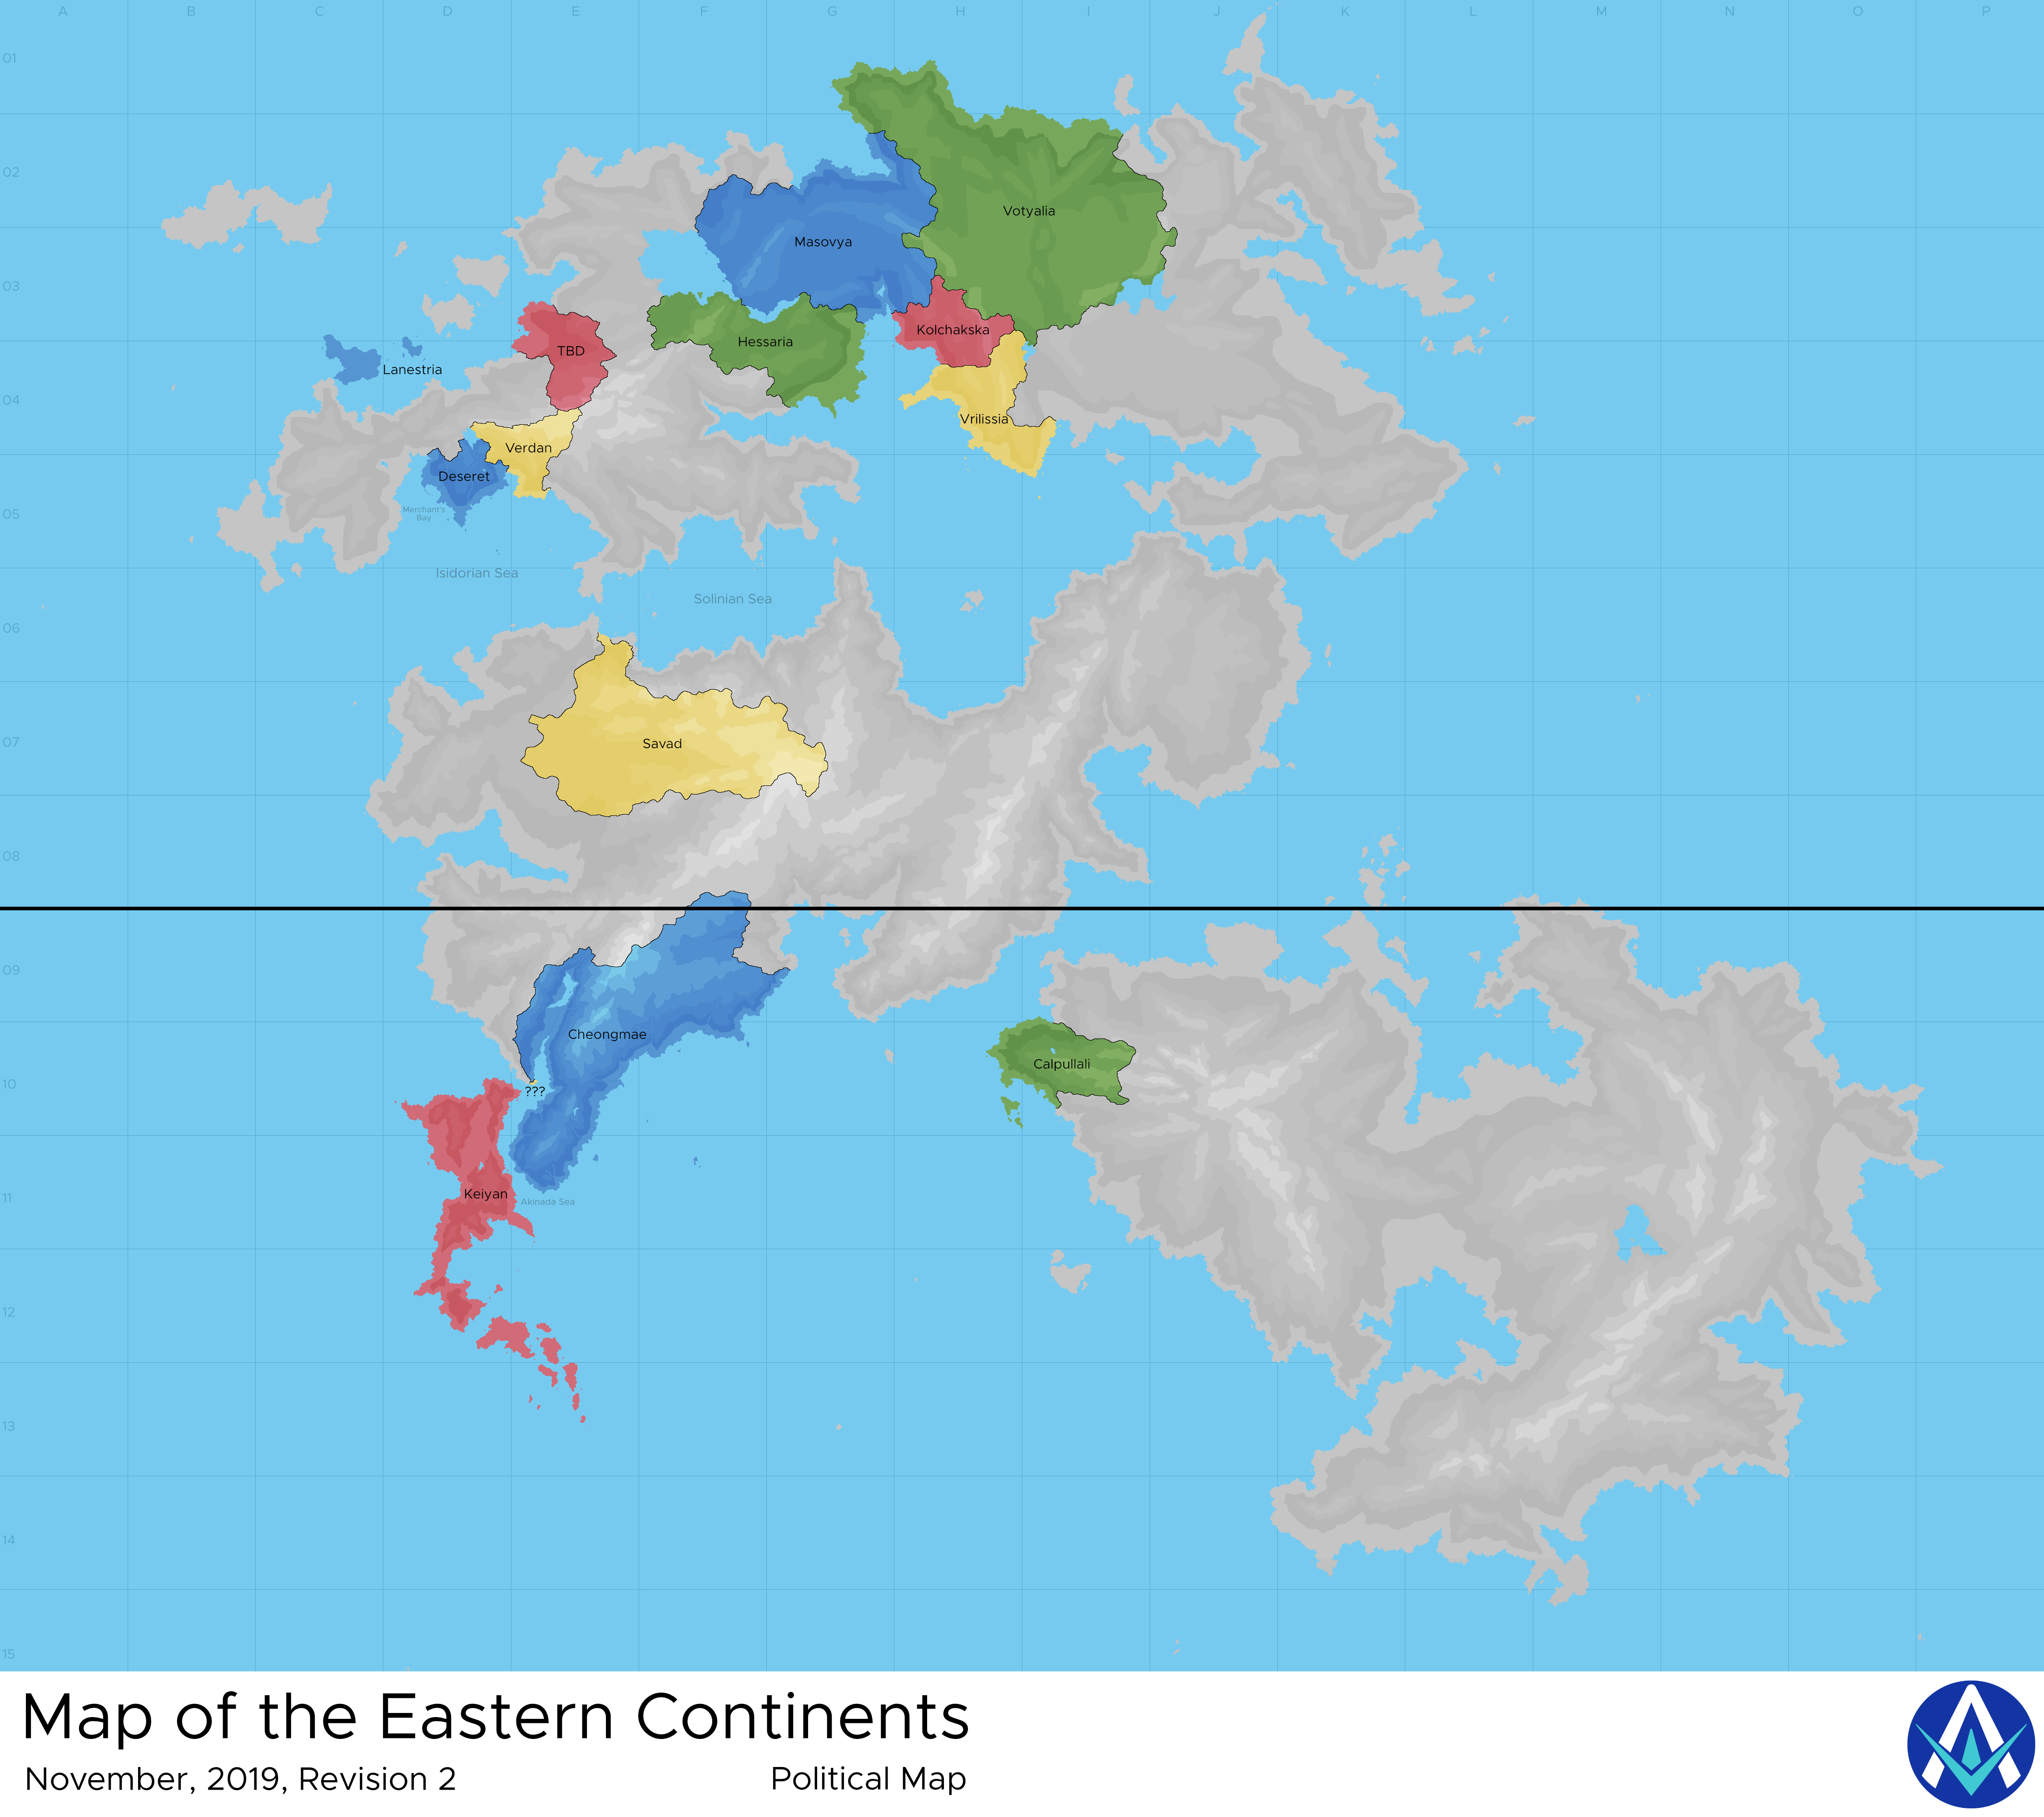 A B C D E F G H I J K L M N O P
01
02
Votyalia
Masovya
03
Kolchakska
Hessaria
TBD
Lanestria
04
Vrilissia
Verdan
Deseret
Merchant's
Bay
05
Isidorian Sea
Solinian Sea
06
07
Savad
08
09
Cheongmae
Calpullali
10
???
11
Keiyan
Akinada Sea
12
13
14
15
Map of the Eastern Continents
November, 2019, Revision 2
Political Map